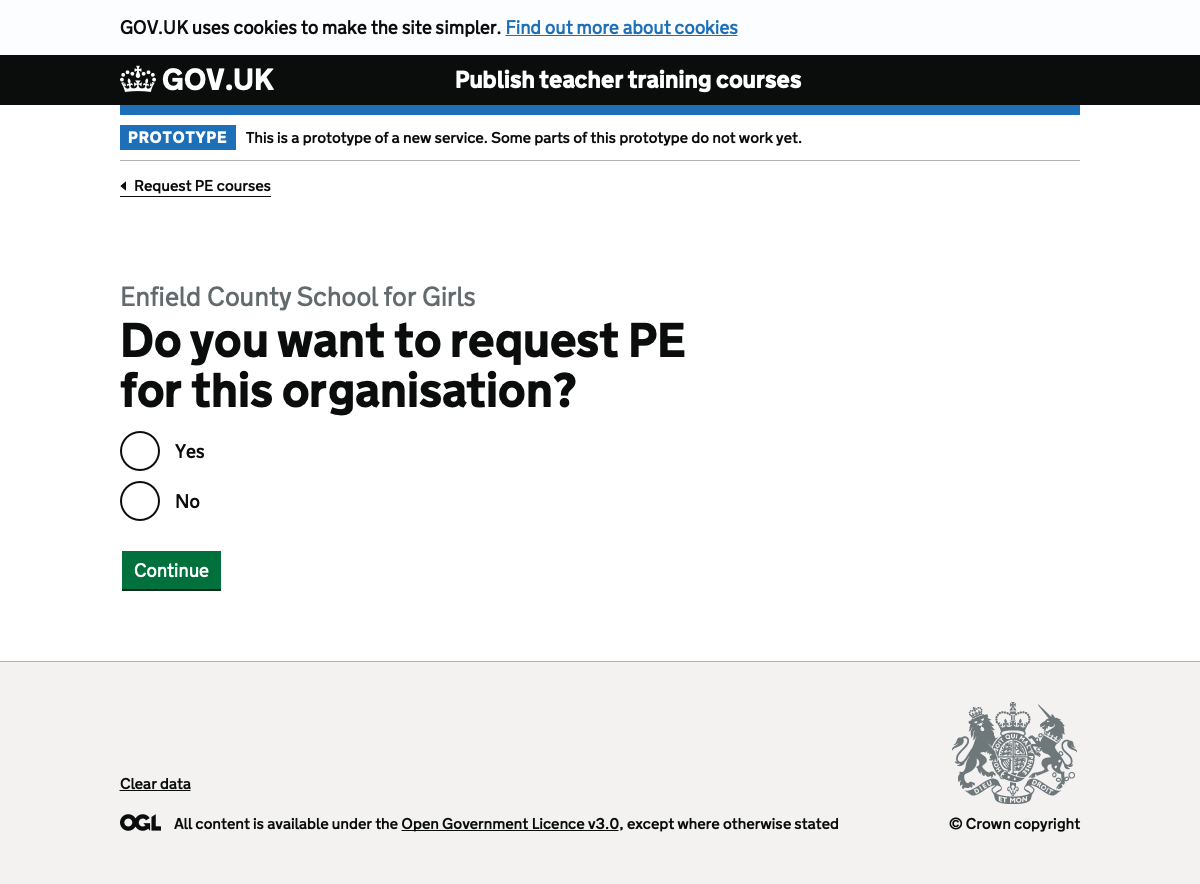 GOV.UK uses cookies to make the site simpler. Find out more about cookies
GOV.UK
Publish teacher training courses
PROTOTYPE This is a prototype of a new service. Some parts of this prototype do not work yet.
Request PE courses
Enfield County School for Girls
Do you want to request PE
for this organisation?
Yes
No
Continue
Clear data
OGL All content is available under the Open Government Licence v3.0, except where otherwise stated
DIEU ET MON DROIT
© Crown copyright